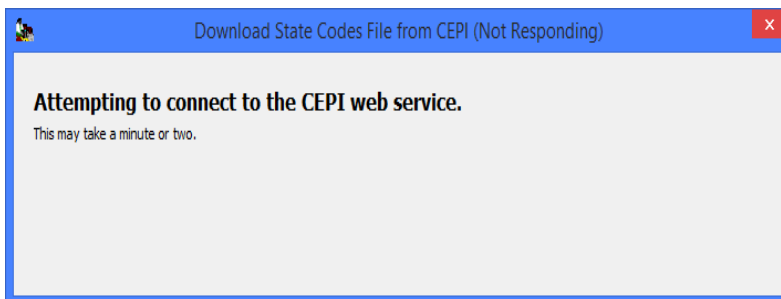 Download State Codes File from CEPI (Not Responding)
x
Attempting to connect to the CEPI web service.
This may take a minute or two.